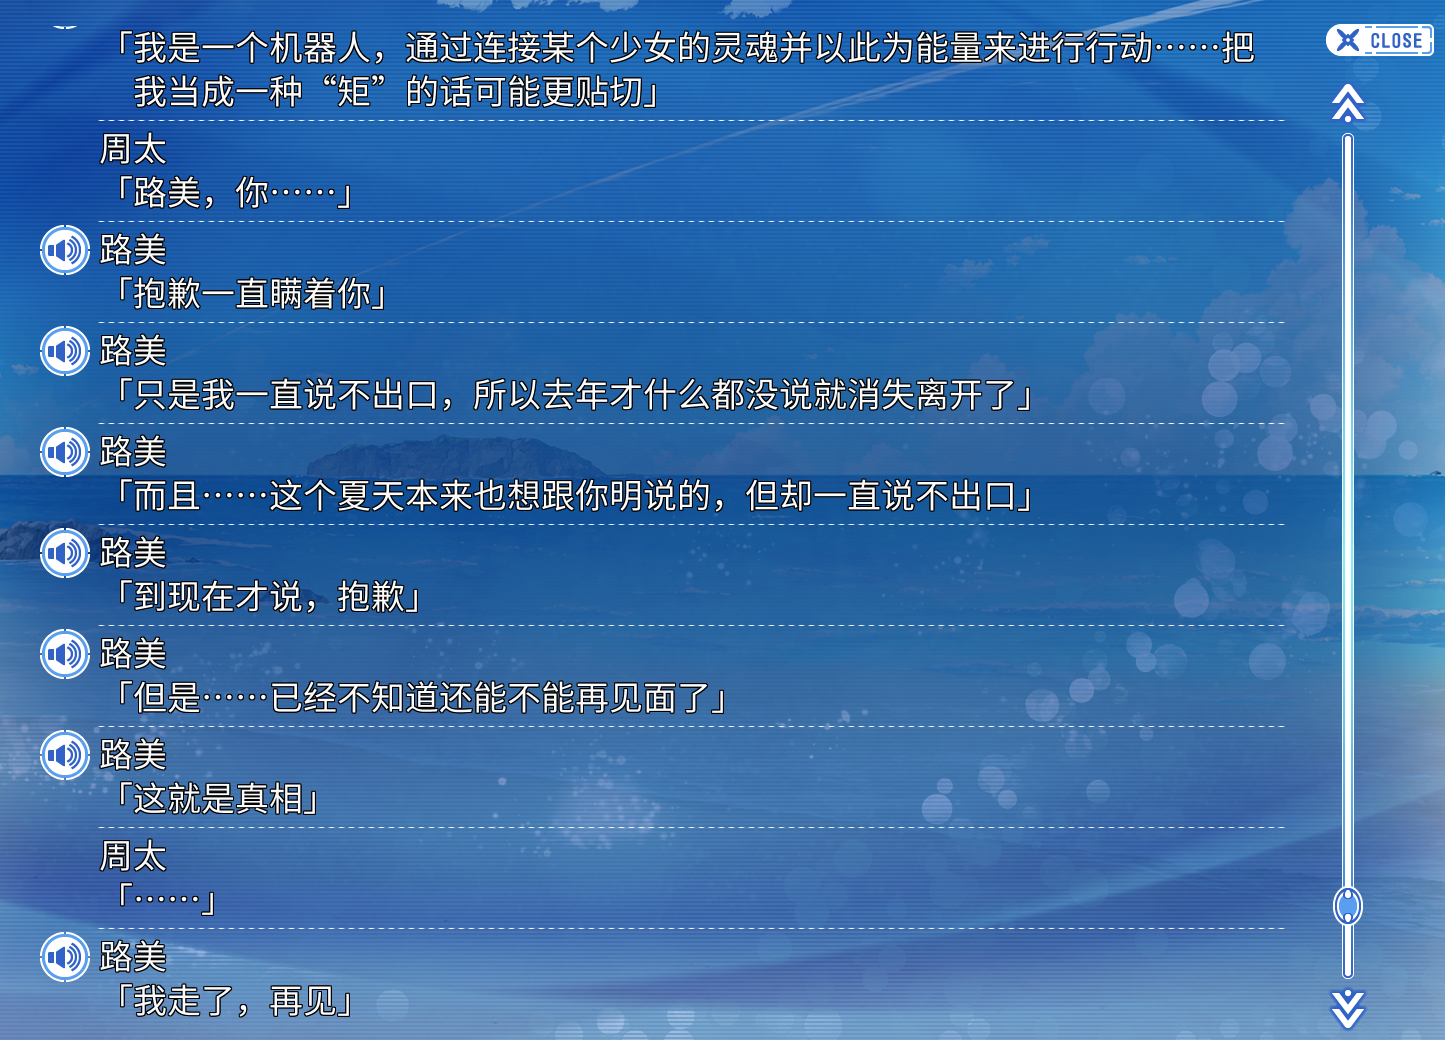 「我是一个机器人，通过连接某个少女的灵魂并以此为能量来进行行动……把
我当成一种“矩”的话可能更贴切」
CLOSE
周太
「路美，你……」
路美
「抱歉一直瞒着你」
路美
「只是我一直说不出口，所以去年才什么都没说就消失离开了」
路美
「而且……这个夏天本来也想跟你明说的，但却一直说不出口」
路美
「到现在才说，抱歉」
路美
「但是……已经不知道还能不能再见面了」
路美
「这就是真相」
周太
「……」
路美
「我走了，再见」